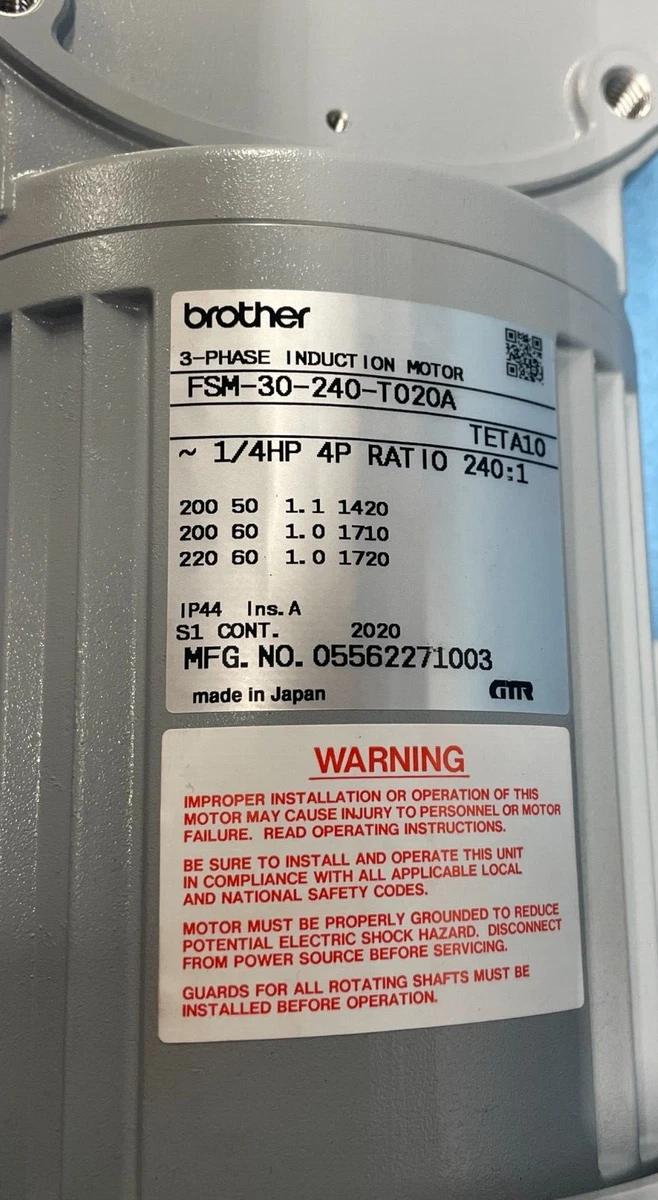 brother
3-PHASE INDUCTION MOTOR
FSM-30-240-T020A
TETA10
~ 1/4HP 4P RATIO 240:1
200 50 1.1 1420
200 60 1.0 1710
220 60 1.0 1720
IP44 Ins.A
S1 CONT. 2020
MFG.NO.05562271003
made in Japan GTR
WARNING
IMPROPER INSTALLATION OR OPERATION OF THIS
MOTOR MAY CAUSE INJURY TO PERSONNEL OR MOTOR
FAILURE. READ OPERATING INSTRUCTIONS.
BE SURE TO INSTALL AND OPERATE THIS UNIT
IN COMPLIANCE WITH ALL APPLICABLE LOCAL
AND NATIONAL SAFETY CODES.
MOTOR MUST BE PROPERLY GROUNDED TO REDUCE
POTENTIAL ELECTRIC SHOCK HAZARD. DISCONNECT
FROM POWER SOURCE BEFORE SERVICING.
GUARDS FOR ALL ROTATING SHAFTS MUST BE
INSTALLED BEFORE OPERATION.